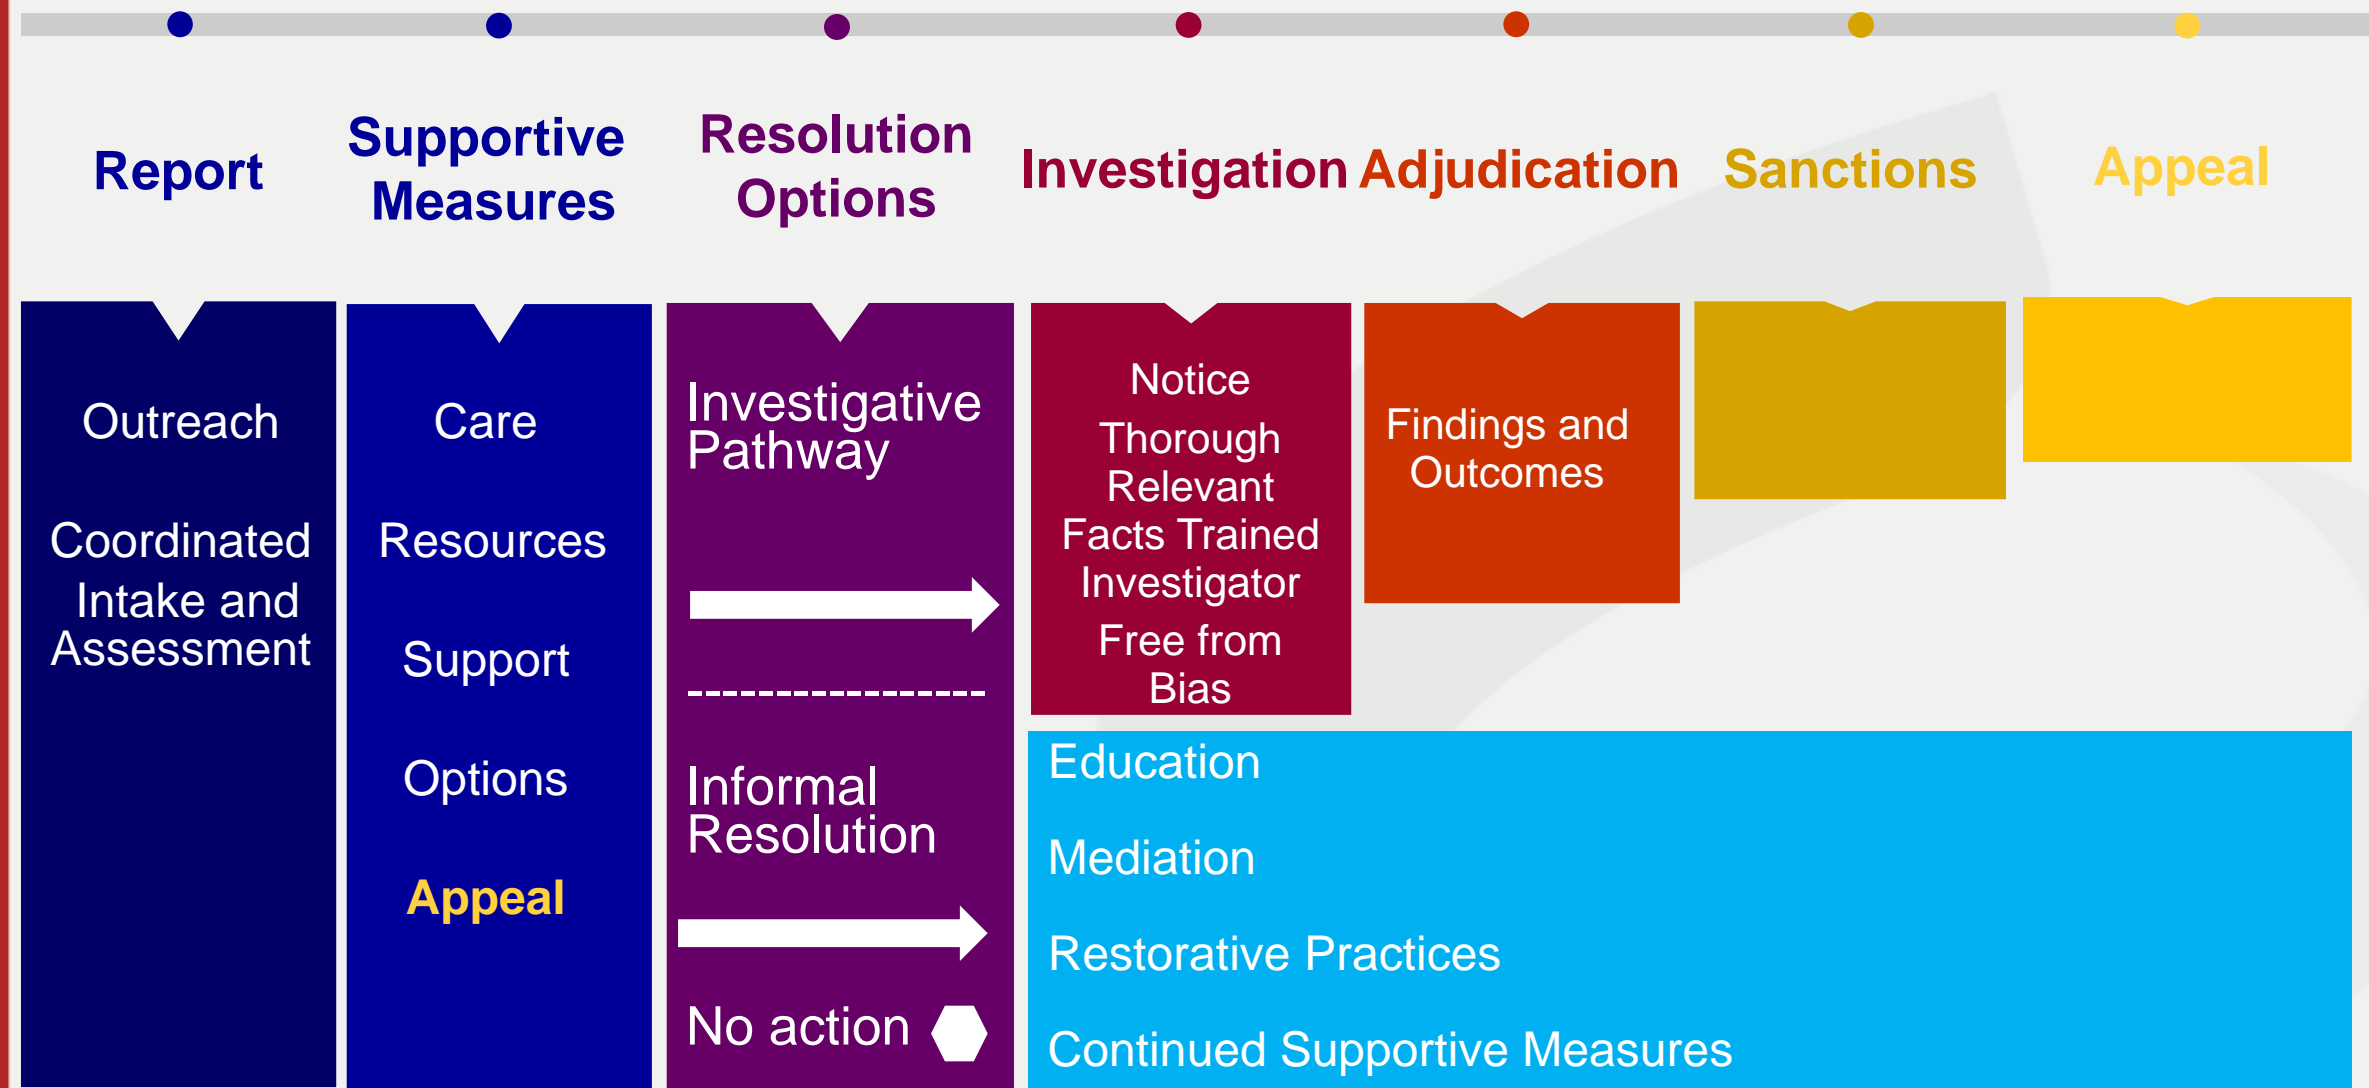 Report
Supportive
Measures
Resolution
Options
Investigation
Adjudication
Sanctions
Appeal
Outreach
Coordinated
Intake and
Assessment
Care
Resources
Support
Options
Appeal
Investigative
Pathway
Informal
Resolution
No action
Notice
Thorough
Relevant
Facts Trained
Investigator
Free from
Bias
Findings and
Outcomes
Education
Mediation
Restorative Practices
Continued Supportive Measures